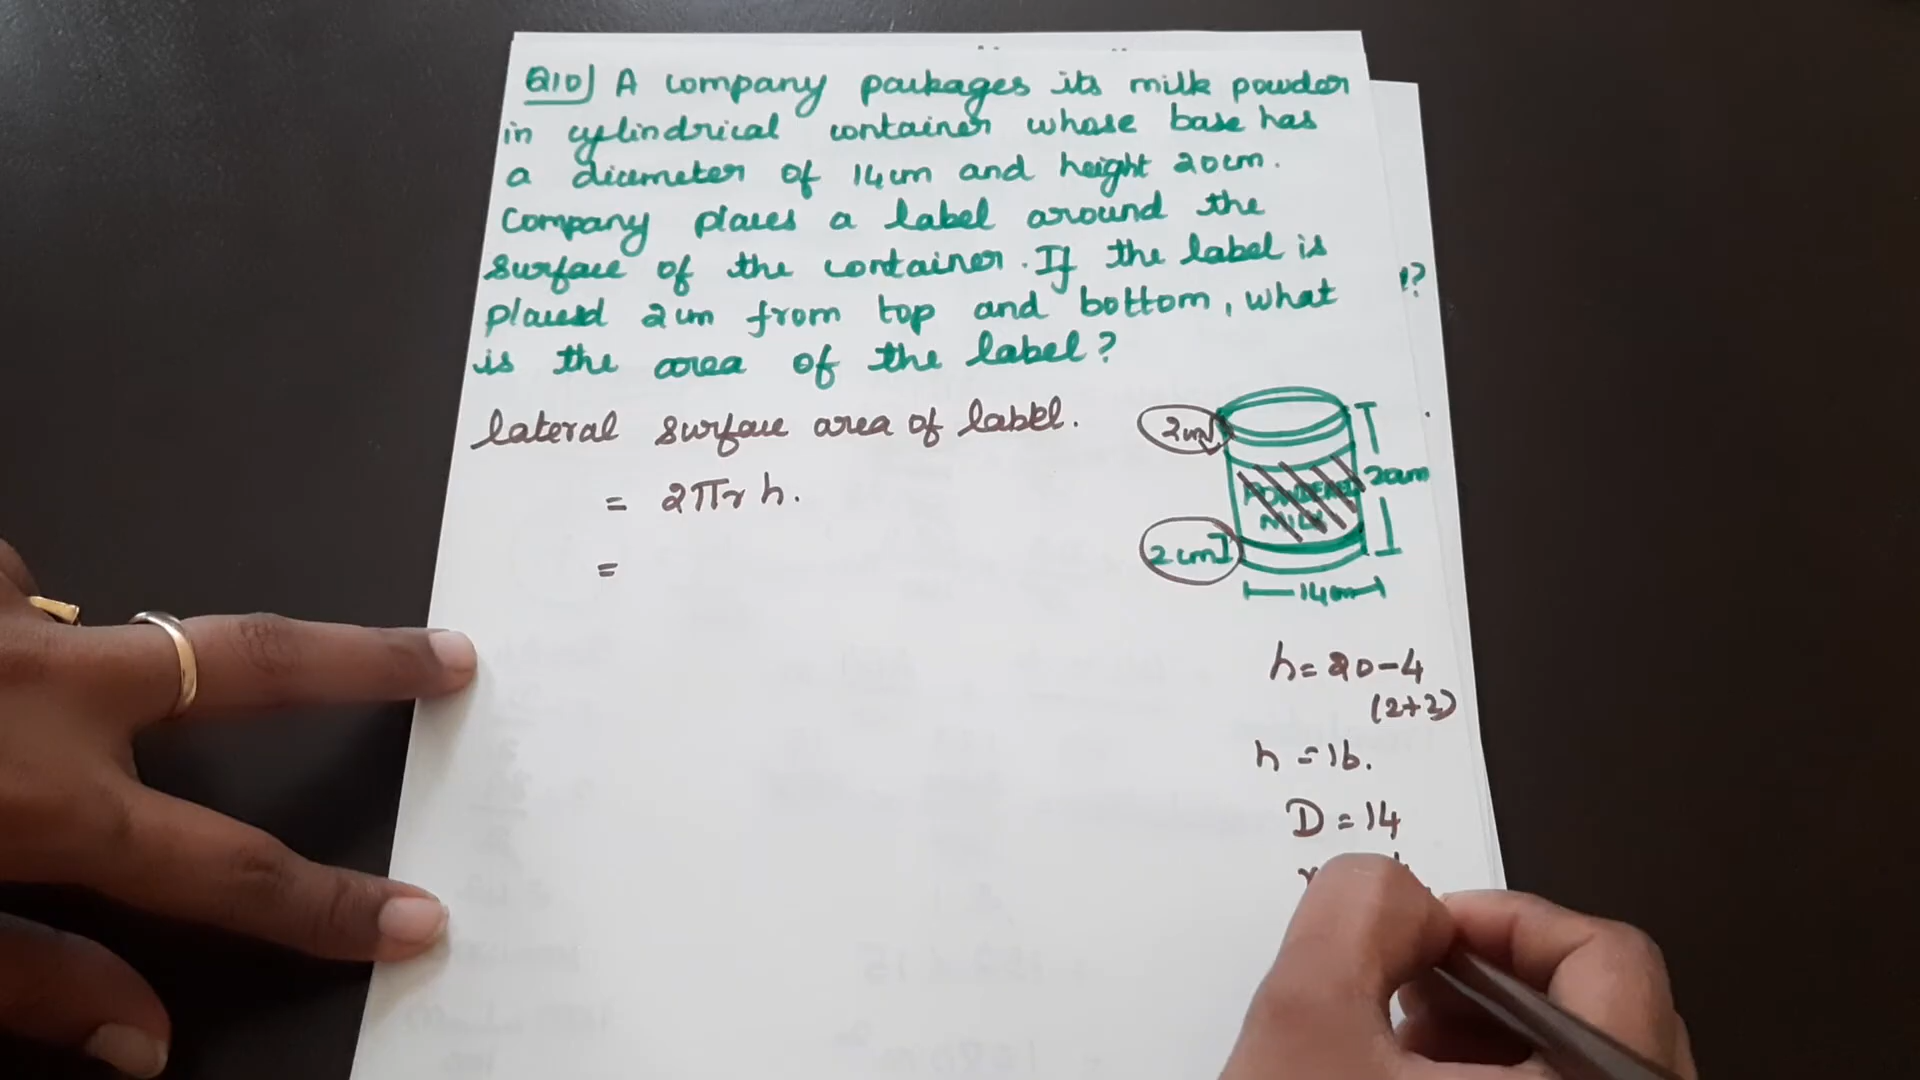 Q10) A company packages its milk powder
in cylindrical container whose base has
a diameter of 14cm and height 20cm.
Company places a label around the
surface of the container. If the label is
placed 2cm from top and bottom, what
is the area of the label?
?
lateral surface area of label.
= 2πr h.
=
2cm
POWDERED
MILK
20cm
2cm
14cm
h = 20-4
(2+2)
h = 16.
D = 14